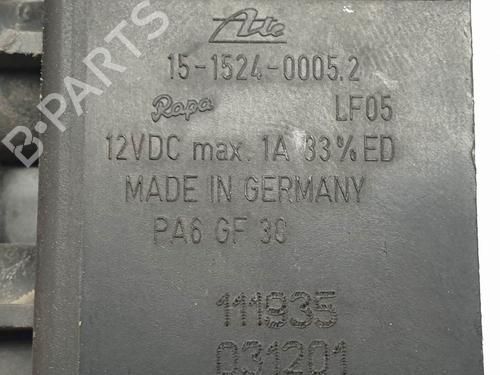 Ate
15-1524-0005.2
Rapa LF05
12VDC max. 1A 33%ED
MADE IN GERMANY
PA6 GF 30
111935
031201
B-PARTS